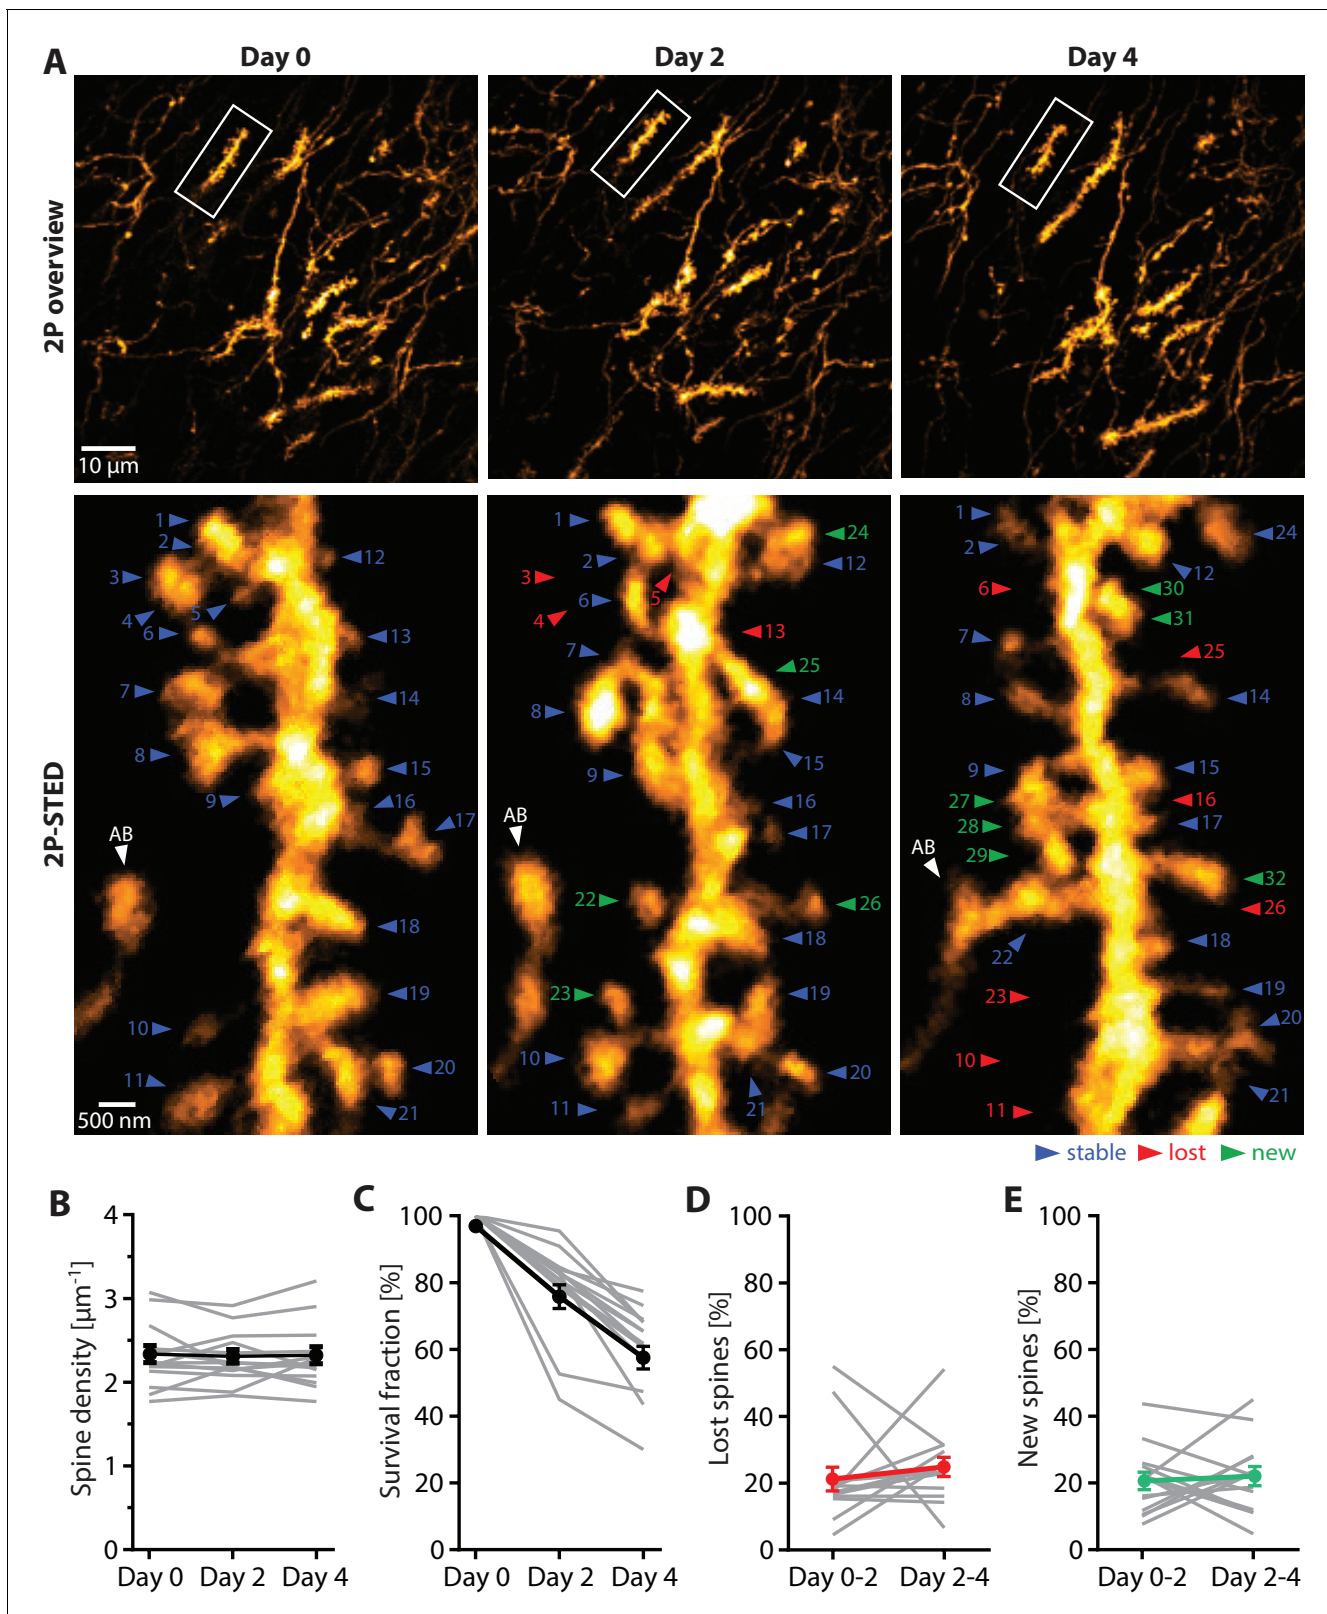 A
Day 0 Day 2 Day 4
2P overview
10 µm
2P-STED
1 2 3 4 5 6 7 8 9 10 11 12 13 14 15 16 17 18 19 20 21
AB
500 nm
1 2 3 4 5 6 7 8 9 10 11 12 13 14 15 16 17 18 19 20 21 22 23 24 25 26
AB
1 2 6 7 8 9 10 11 12 14 15 16 17 18 19 20 21 22 23 24 25 26 27 28 29 30 31 32
AB
stable lost new
B
Spine density [µm⁻¹]
4
3
2
1
0
Day 0 Day 2 Day 4
C
Survival fraction [%]
100
80
60
40
20
0
Day 0 Day 2 Day 4
D
Lost spines [%]
100
80
60
40
20
0
Day 0-2 Day 2-4
E
New spines [%]
100
80
60
40
20
0
Day 0-2 Day 2-4